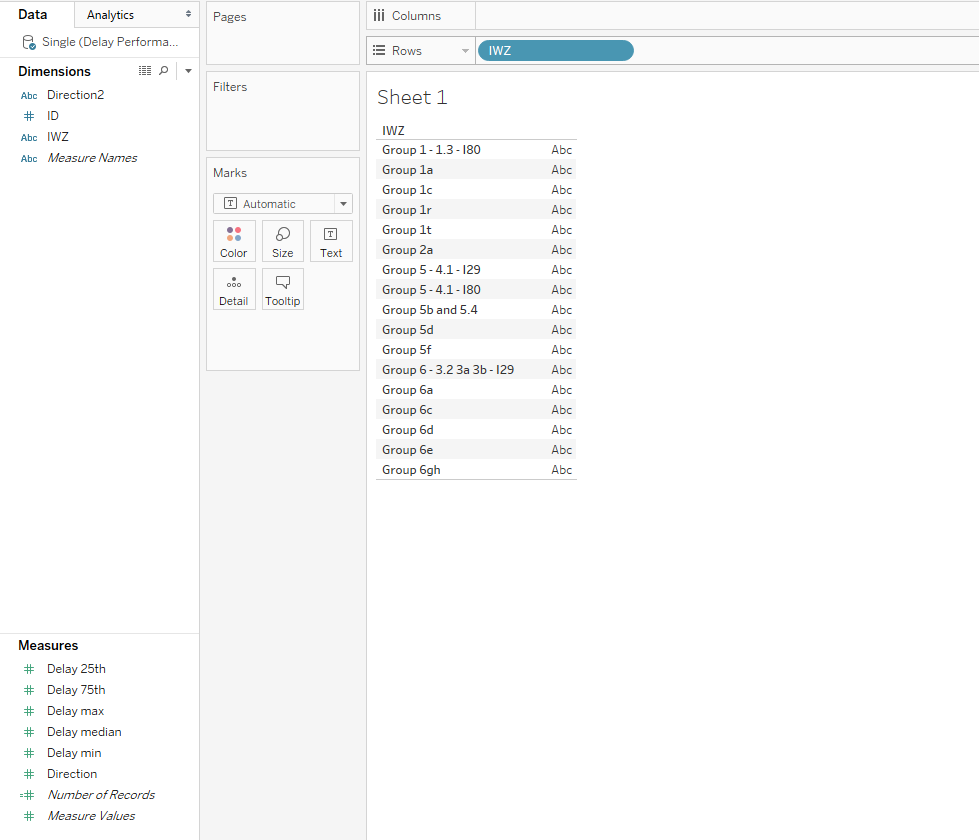 Data
Analytics
Single (Delay Performa...
Dimensions
Abc Direction2
# ID
Abc IWZ
Abc Measure Names
Measures
# Delay 25th
# Delay 75th
# Delay max
# Delay median
# Delay min
# Direction
=# Number of Records
# Measure Values
Pages
Filters
Marks
T Automatic
Color
Size
T Text
Detail
Tooltip
Columns
Rows
IWZ
Sheet 1
IWZ
Group 1 - 1.3 - I80 Abc
Group 1a Abc
Group 1c Abc
Group 1r Abc
Group 1t Abc
Group 2a Abc
Group 5 - 4.1 - I29 Abc
Group 5 - 4.1 - I80 Abc
Group 5b and 5.4 Abc
Group 5d Abc
Group 5f Abc
Group 6 - 3.2 3a 3b - I29 Abc
Group 6a Abc
Group 6c Abc
Group 6d Abc
Group 6e Abc
Group 6gh Abc